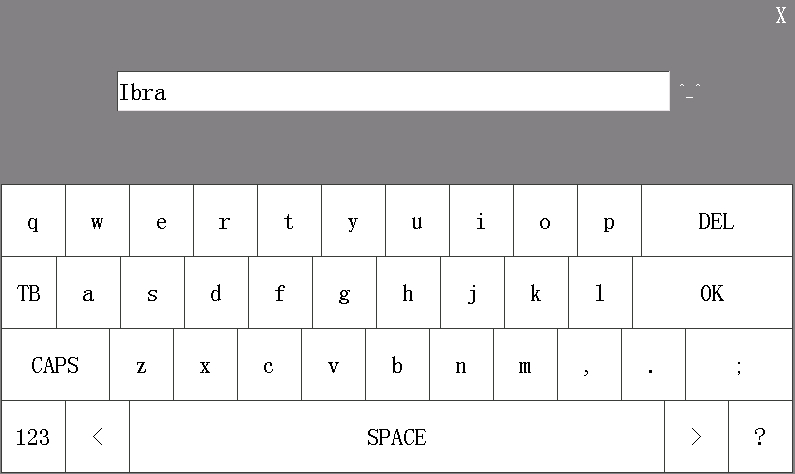 X
Ibra ^_^
q w e r t y u i o p DEL
TB a s d f g h j k l OK
CAPS z x c v b n m , . ;
123 < SPACE > ?